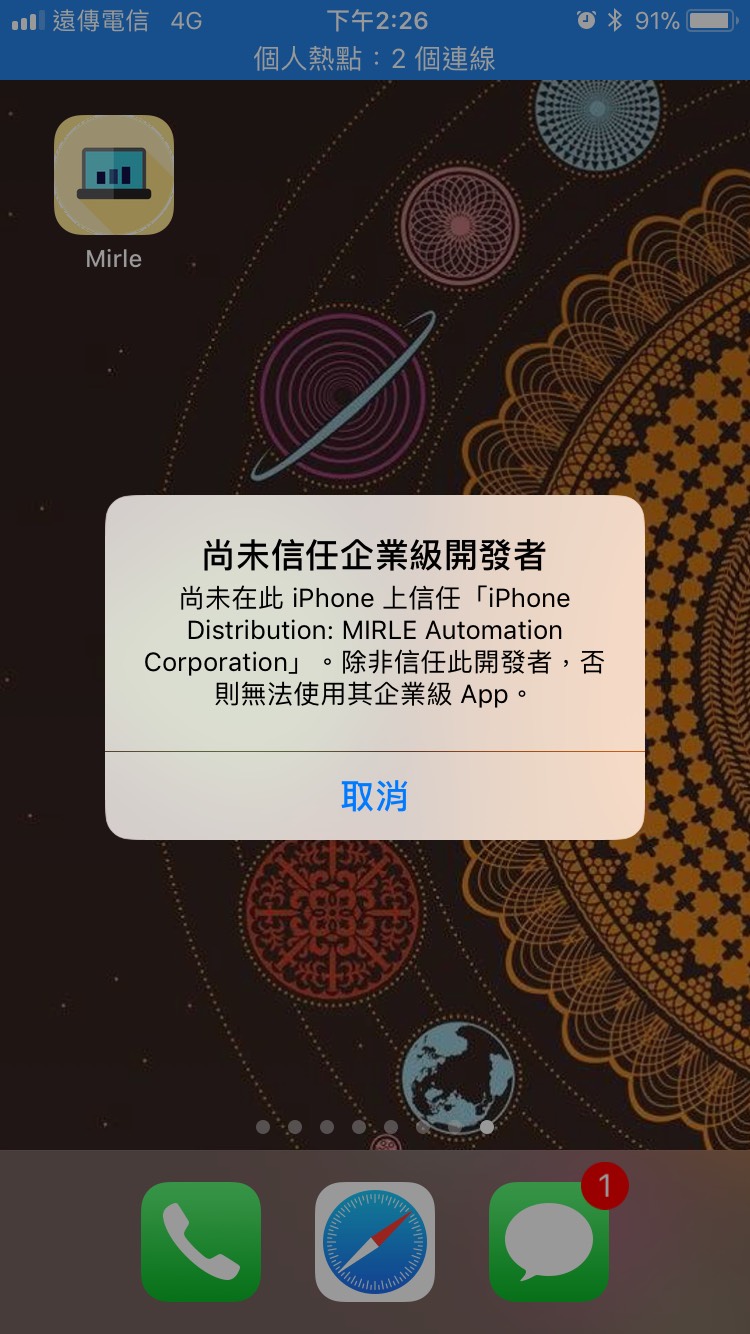 遠傳電信 4G 下午2:26 91%
個人熱點：2 個連線
Mirle
尚未信任企業級開發者
尚未在此 iPhone 上信任「iPhone
Distribution: MIRLE Automation
Corporation」。除非信任此開發者，否
則無法使用其企業級 App。
取消
1